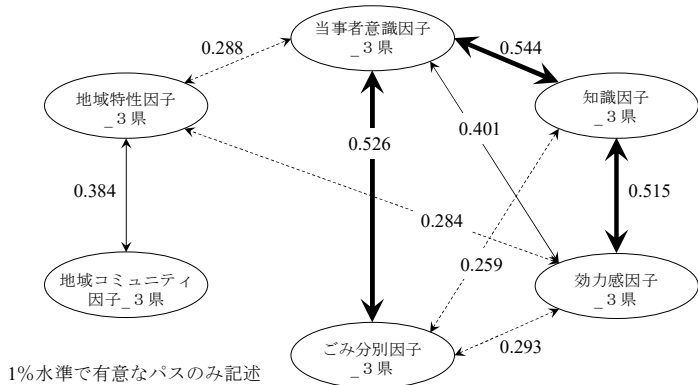 当事者意識因子
_３県
0.288
0.544
地域特性因子
_３県
知識因子
_３県
0.401
0.526
0.384
0.515
0.284
0.259
地域コミュニティ
因子_３県
効力感因子
_３県
ごみ分別因子
_３県
0.293
1%水準で有意なパスのみ記述